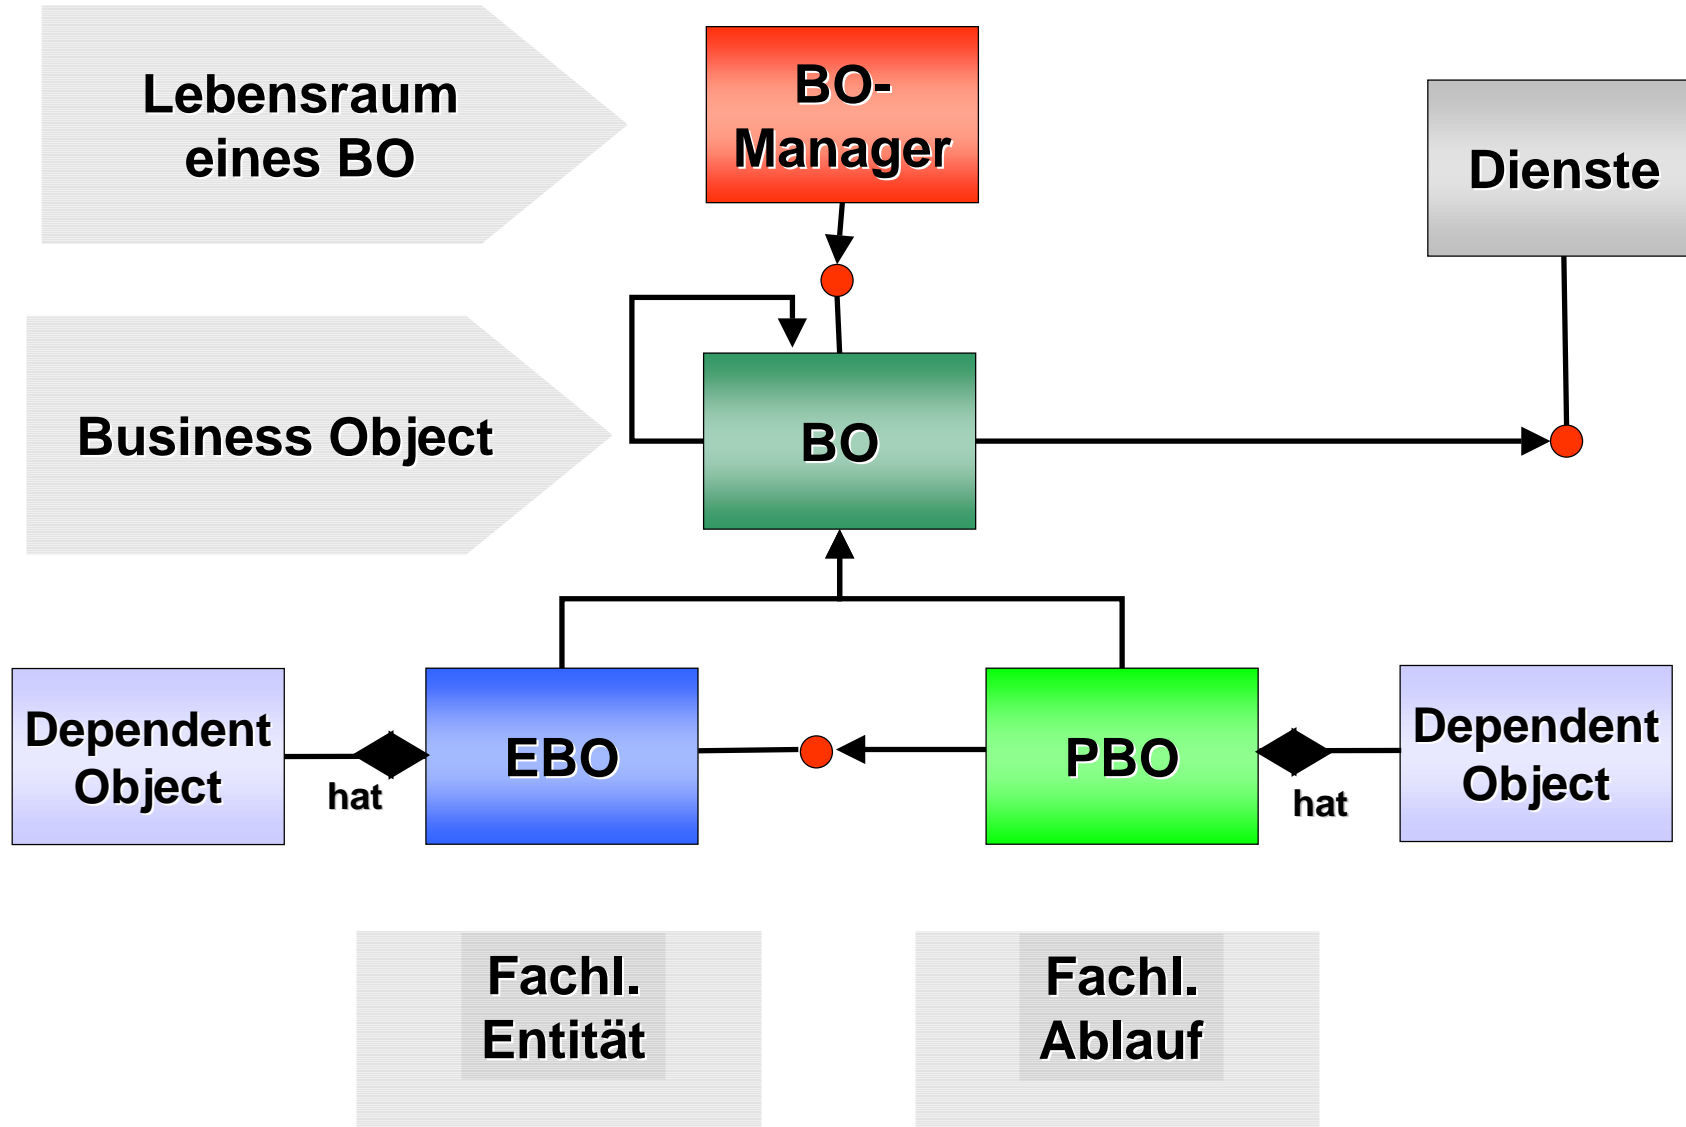 Lebensraum
eines BO
BO-
Manager
Dienste
Business Object
BO
Dependent
Object
hat
EBO
PBO
hat
Dependent
Object
Fachl.
Entität
Fachl.
Ablauf